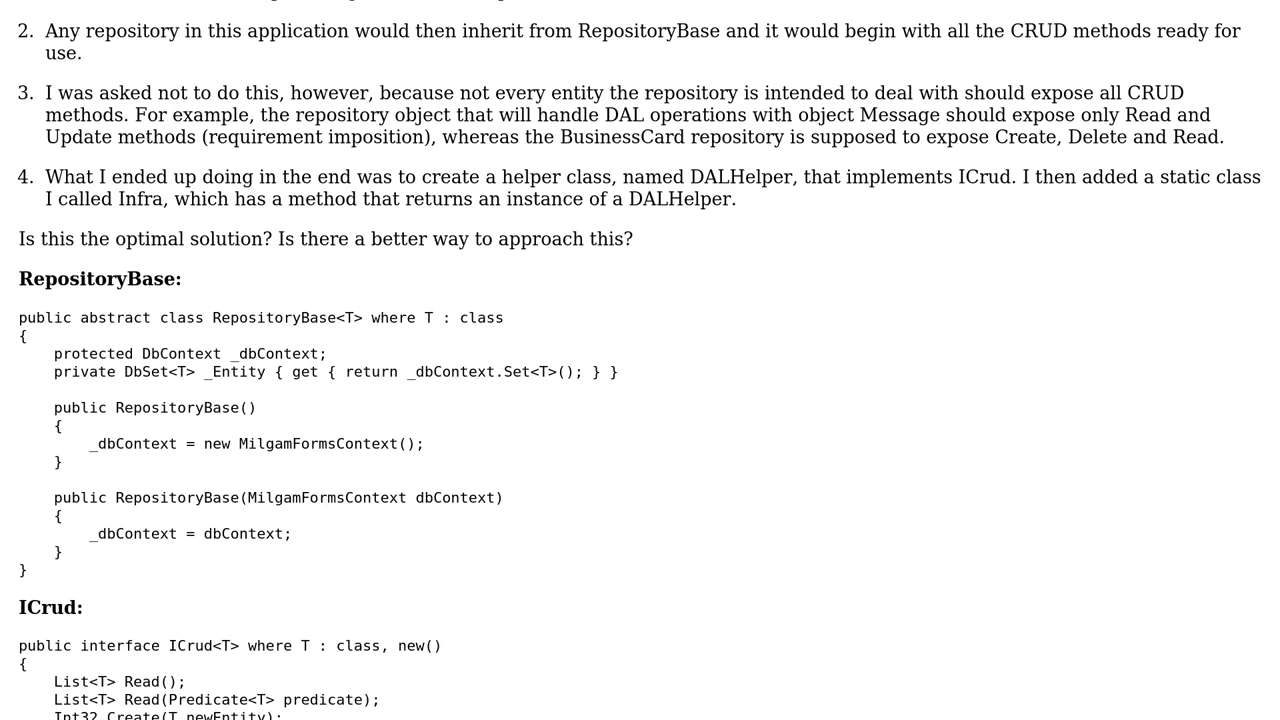 2. Any repository in this application would then inherit from RepositoryBase and it would begin with all the CRUD methods ready for
use.
3. I was asked not to do this, however, because not every entity the repository is intended to deal with should expose all CRUD
methods. For example, the repository object that will handle DAL operations with object Message should expose only Read and
Update methods (requirement imposition), whereas the BusinessCard repository is supposed to expose Create, Delete and Read.
4. What I ended up doing in the end was to create a helper class, named DALHelper, that implements ICrud. I then added a static class
I called Infra, which has a method that returns an instance of a DALHelper.
Is this the optimal solution? Is there a better way to approach this?
RepositoryBase:
public abstract class RepositoryBase<T> where T : class
{
    protected DbContext _dbContext;
    private DbSet<T> _Entity { get { return _dbContext.Set<T>(); } }
    public RepositoryBase()
    {
        _dbContext = new MilgamFormsContext();
    }
    public RepositoryBase(MilgamFormsContext dbContext)
    {
        _dbContext = dbContext;
    }
}
ICrud:
public interface ICrud<T> where T : class, new()
{
    List<T> Read();
    List<T> Read(Predicate<T> predicate);
    Int32 Create(T newEntity);